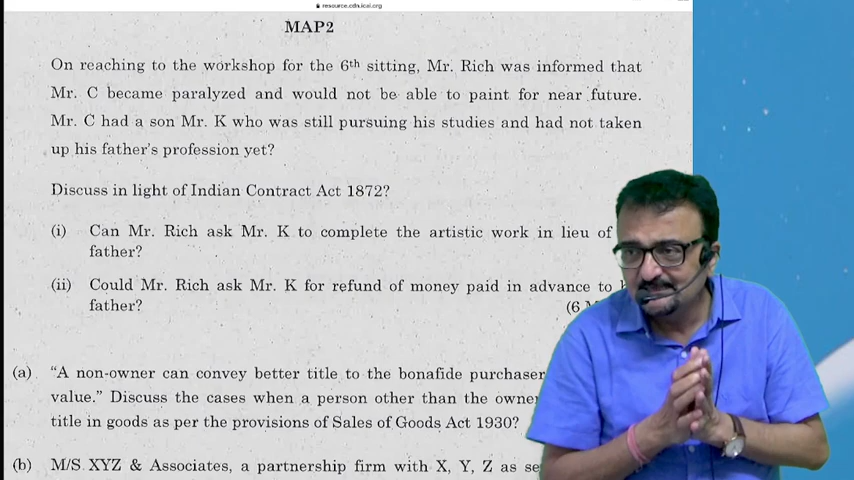 resource.cdn.icai.org
MAP2
On reaching to the workshop for the 6th sitting, Mr. Rich was informed that
Mr. C became paralyzed and would not be able to paint for near future.
Mr. C had a son Mr. K who was still pursuing his studies and had not taken
up his father's profession yet?
Discuss in light of Indian Contract Act 1872?
(i) Can Mr. Rich ask Mr. K to complete the artistic work in lieu of
father?
(ii) Could Mr. Rich ask Mr. K for refund of money paid in advance to
father?
(6
(a) "A non-owner can convey better title to the bonafide purchaser
value." Discuss the cases when a person other than the owner
title in goods as per the provisions of Sales of Goods Act 1930?
(b) M/S XYZ & Associates, a partnership firm with X, Y, Z as